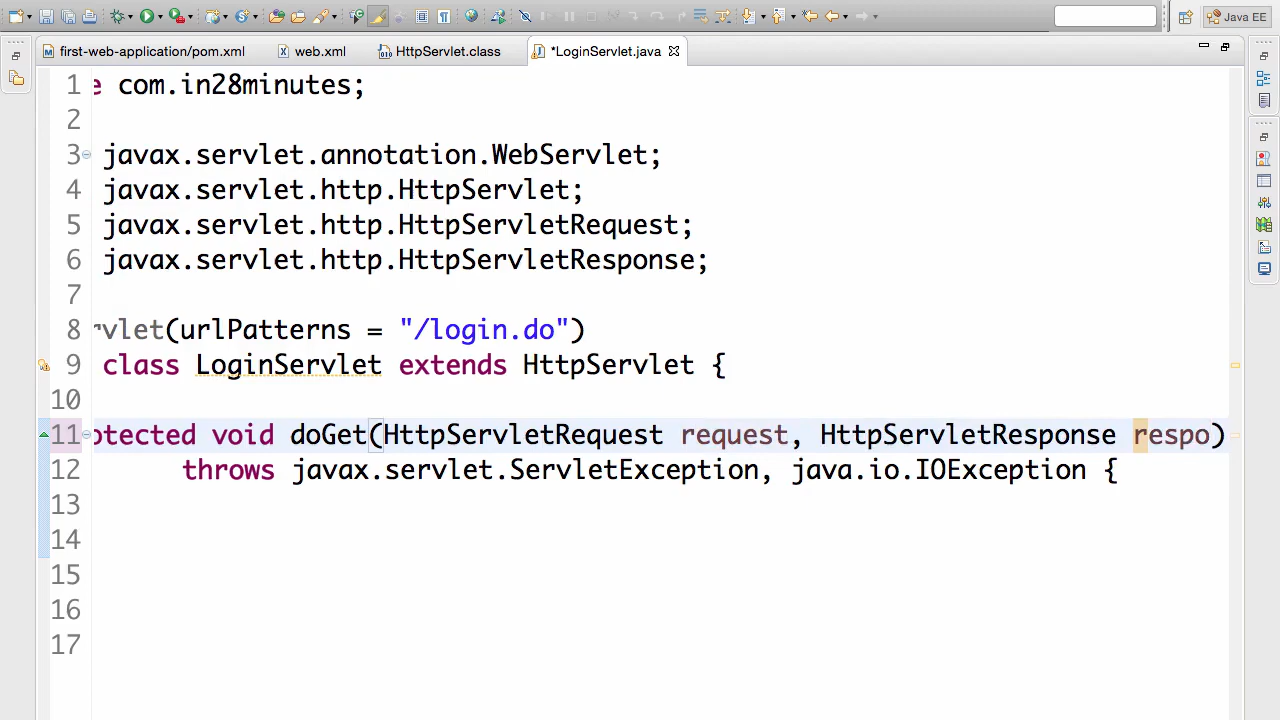 Java EE
first-web-application/pom.xml web.xml HttpServlet.class *LoginServlet.java
1 e com.in28minutes;
2
3 javax.servlet.annotation.WebServlet;
4 javax.servlet.http.HttpServlet;
5 javax.servlet.http.HttpServletRequest;
6 javax.servlet.http.HttpServletResponse;
7
8 rvlet(urlPatterns = "/login.do")
9 class LoginServlet extends HttpServlet {
10
11 otected void doGet(HttpServletRequest request, HttpServletResponse respo)
12 throws javax.servlet.ServletException, java.io.IOException {
13
14
15
16
17